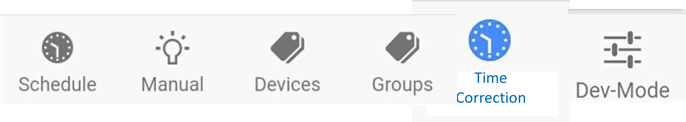 Schedule
Manual
Devices
Groups
Time
Correction
Dev-Mode